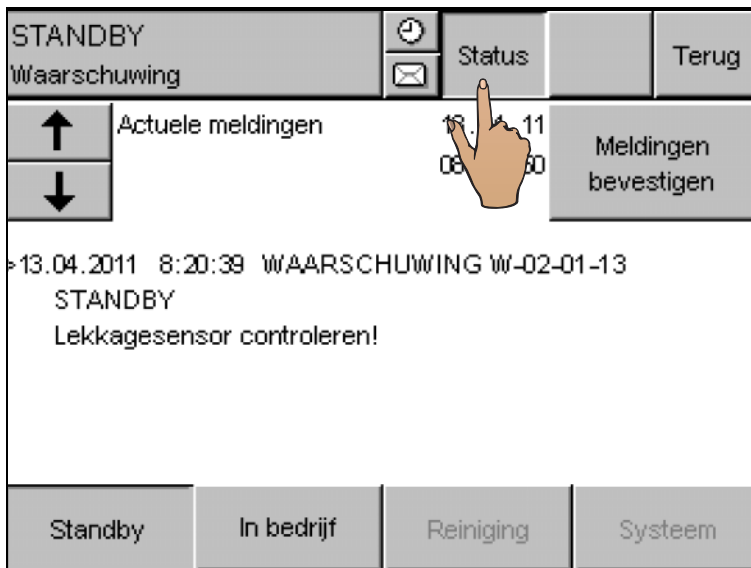 STANDBY
Waarschuwing
Status
Terug
Actuele meldingen
Meldingen
bevestigen
>13.04.2011 8:20:39 WAARSCHUWING W-02-01-13
STANDBY
Lekkagesensor controleren!
Standby
In bedrijf
Reiniging
Systeem